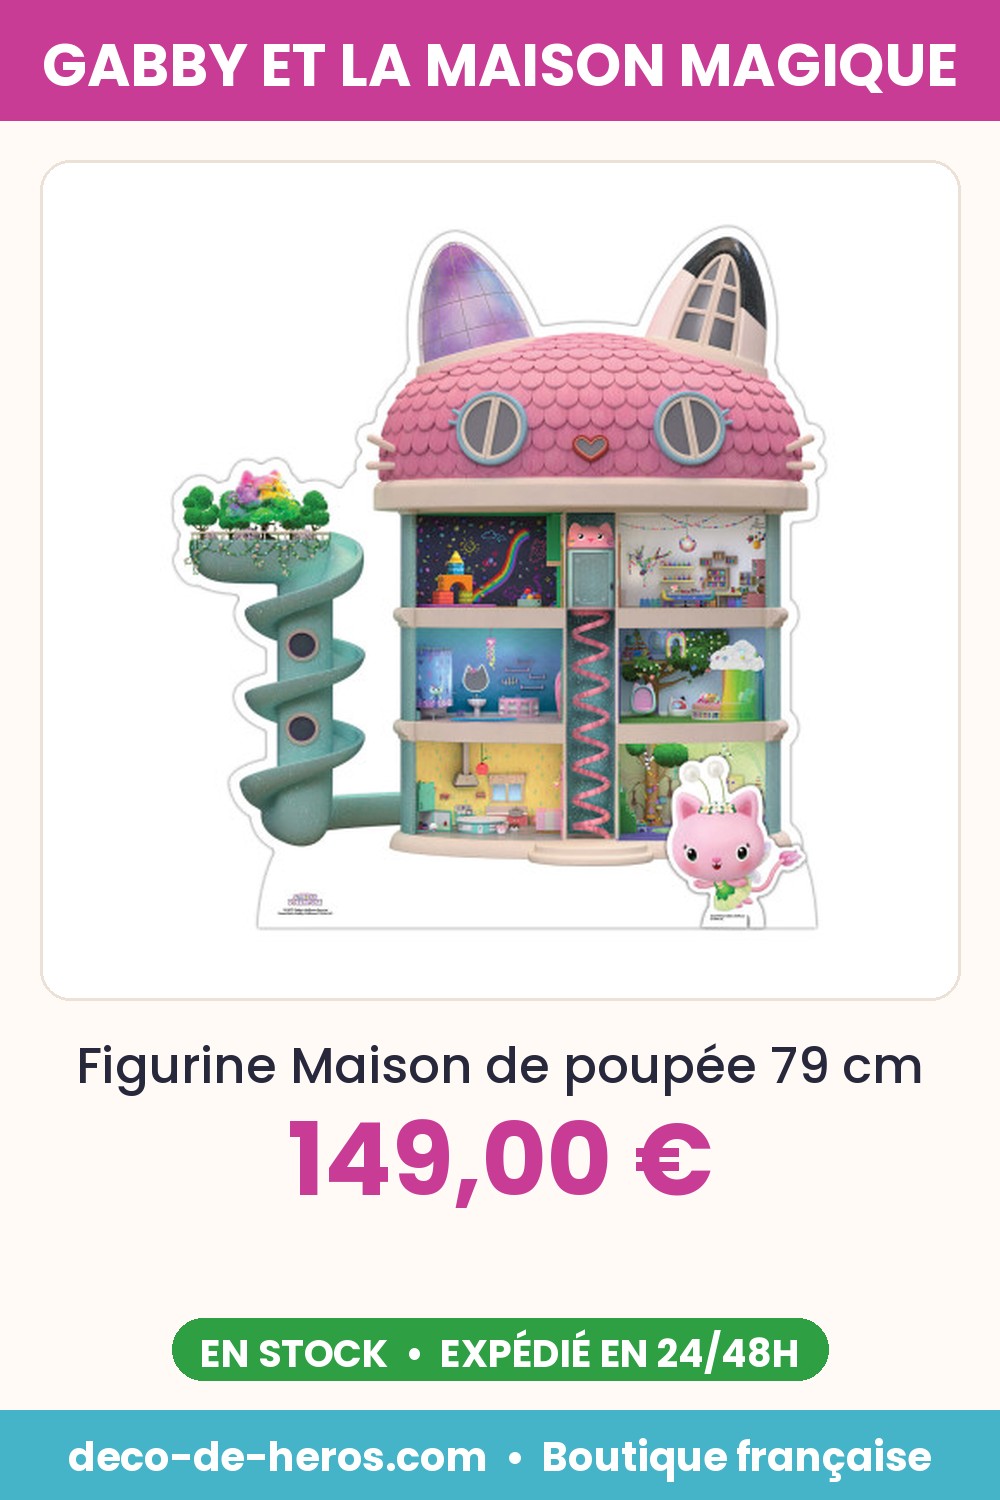 GABBY ET LA MAISON MAGIQUE
Figurine Maison de poupée 79 cm
149,00 €
EN STOCK • EXPÉDIÉ EN 24/48H
deco-de-heros.com • Boutique française